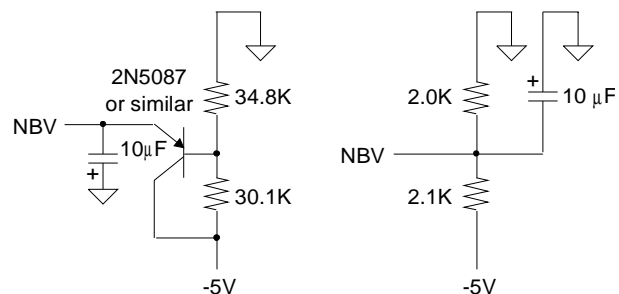 2N5087
or similar
34.8K
NBV
10µF
+
30.1K
-5V
+
2.0K
10 µF
NBV
2.1K
-5V